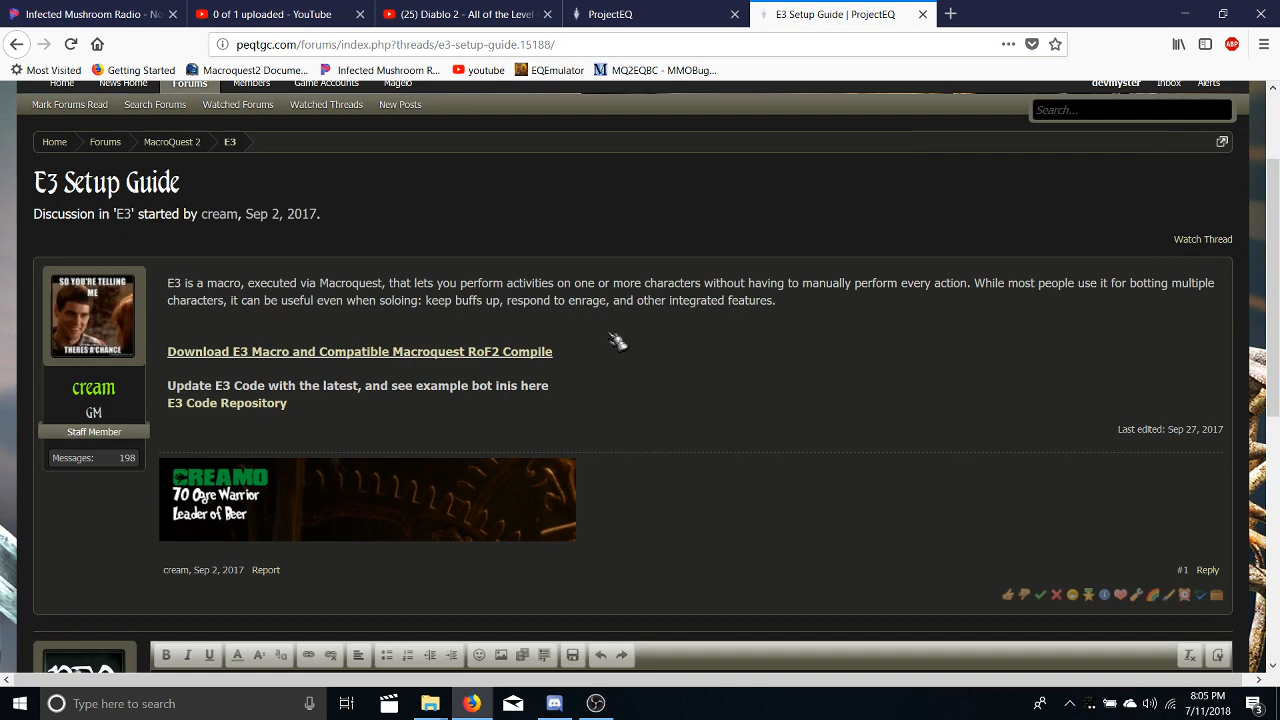 Infected Mushroom Radio - No
0 of 1 uploaded - YouTube
(25) Diablo 2 - All of the Level
ProjectEQ
E3 Setup Guide | ProjectEQ
peqtgc.com/forums/index.php?threads/e3-setup-guide.15188/
Most Visited
Getting Started
Macroquest2 Docume...
Infected Mushroom R...
youtube
EQEmulator
MQ2EQBC - MMOBug...
Home
News Home
Forums
Members
Game Accounts
Magelo
devmyster
Inbox
Alerts
Mark Forums Read
Search Forums
Watched Forums
Watched Threads
New Posts
Search...
Home
Forums
MacroQuest 2
E3
E3 Setup Guide
Discussion in 'E3' started by cream, Sep 2, 2017.
Watch Thread
SO YOU'RE TELLING
ME
THERES A CHANCE
cream
GM
Staff Member
Messages: 198
E3 is a macro, executed via Macroquest, that lets you perform activities on one or more characters without having to manually perform every action. While most people use it for botting multiple
characters, it can be useful even when soloing: keep buffs up, respond to enrage, and other integrated features.
Download E3 Macro and Compatible Macroquest RoF2 Compile
Update E3 Code with the latest, and see example bot inis here
E3 Code Repository
Last edited: Sep 27, 2017
CREAMO
70 Ogre Warrior
Leader of Beer
cream, Sep 2, 2017
Report
#1
Reply
Type here to search
8:05 PM
7/11/2018